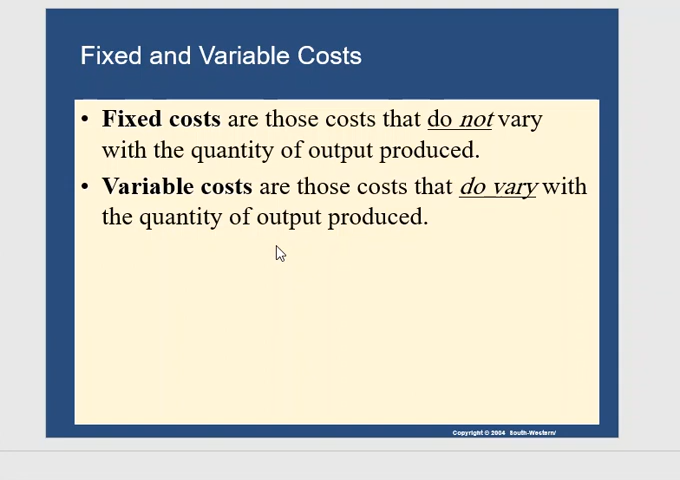 Fixed and Variable Costs
• Fixed costs are those costs that do not vary
with the quantity of output produced.
• Variable costs are those costs that do vary with
the quantity of output produced.
Copyright © 2004 South-Western/